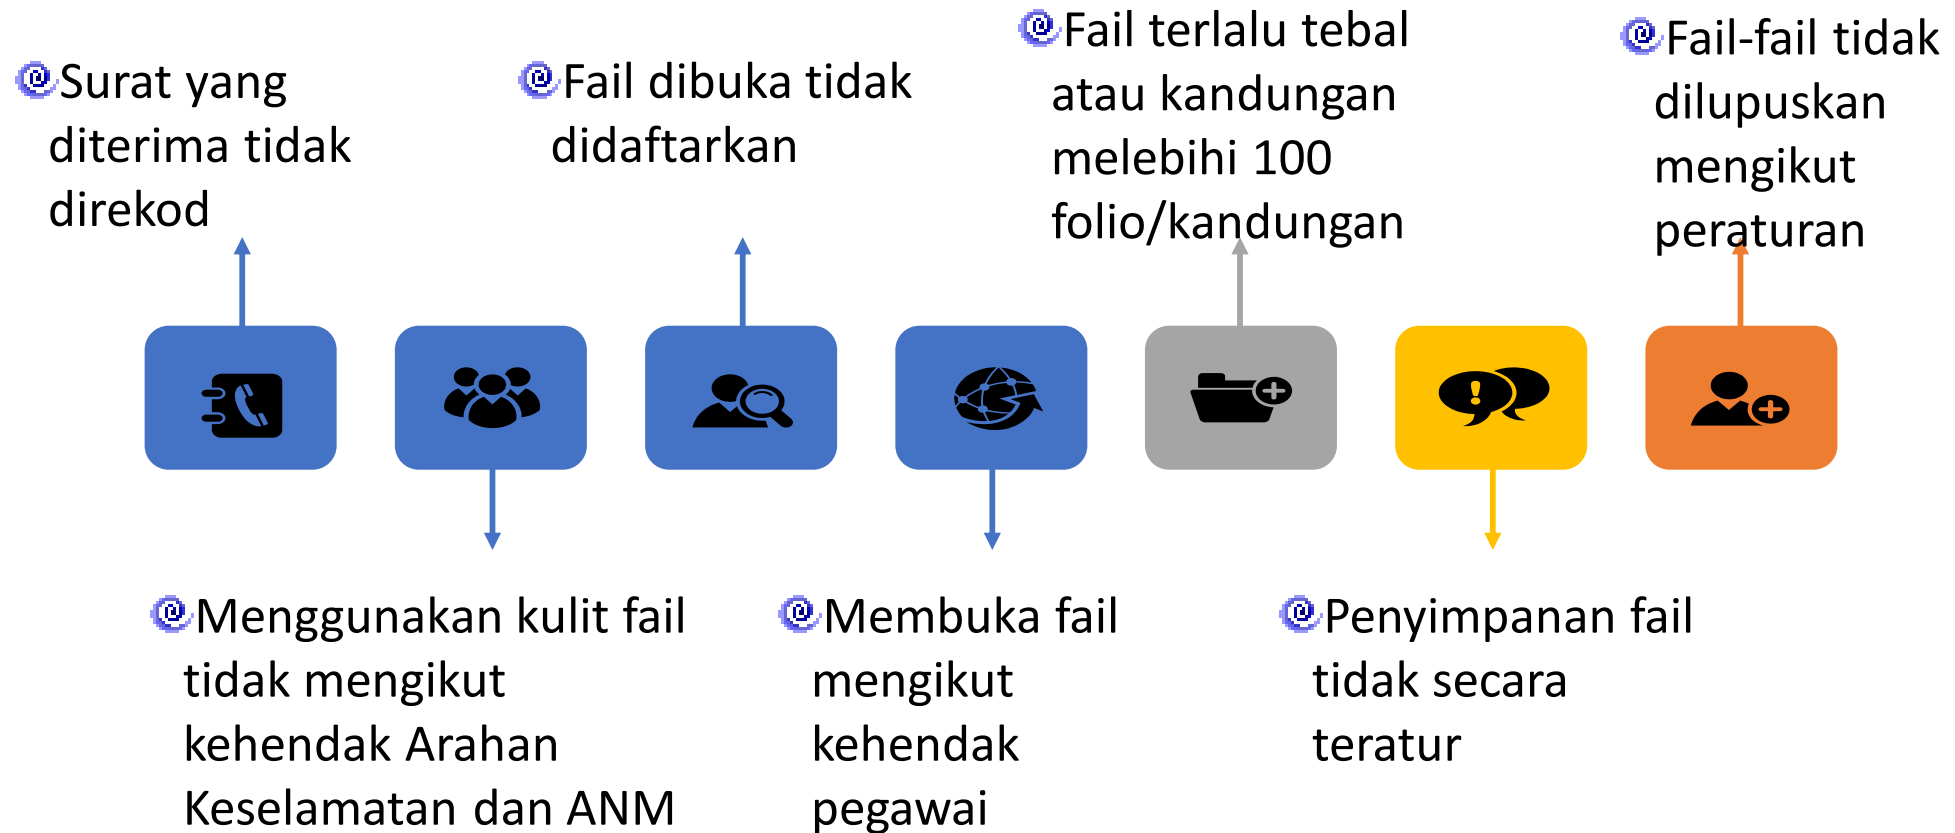 Surat yang
diterima tidak
direkod
Menggunakan kulit fail
tidak mengikut
kehendak Arahan
Keselamatan dan ANM
Fail dibuka tidak
didaftarkan
Membuka fail
mengikut
kehendak
pegawai
Fail terlalu tebal
atau kandungan
melebihi 100
folio/kandungan
Penyimpanan fail
tidak secara
teratur
Fail-fail tidak
dilupuskan
mengikut
peraturan